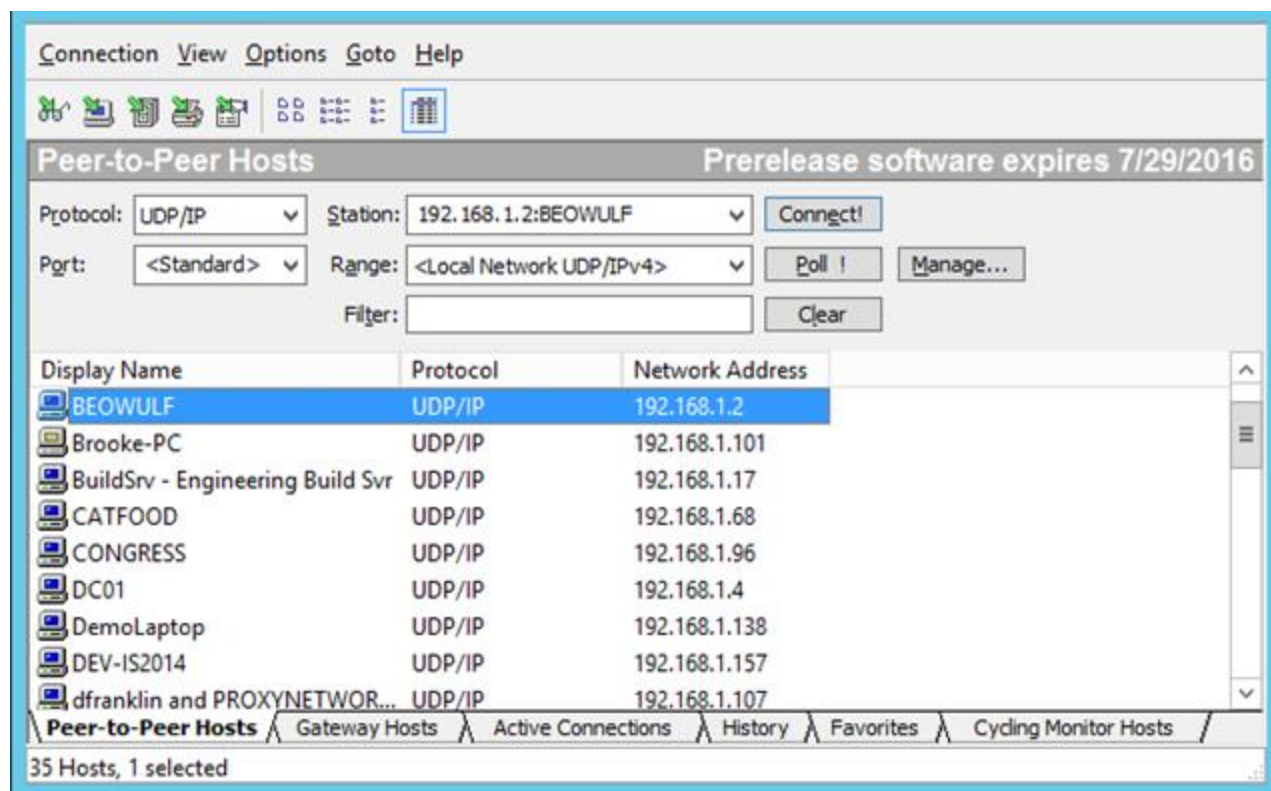 Connection View Options Goto Help
Peer-to-Peer Hosts Prerelease software expires 7/29/2016
Protocol: UDP/IP Station: 192.168.1.2:BEOWULF Connect!
Port: <Standard> Range: <Local Network UDP/IPv4> Poll ! Manage...
Filter: Clear
Display Name Protocol Network Address
BEOWULF UDP/IP 192.168.1.2
Brooke-PC UDP/IP 192.168.1.101
BuildSrv - Engineering Build Svr UDP/IP 192.168.1.17
CATFOOD UDP/IP 192.168.1.68
CONGRESS UDP/IP 192.168.1.96
DC01 UDP/IP 192.168.1.4
DemoLaptop UDP/IP 192.168.1.138
DEV-IS2014 UDP/IP 192.168.1.157
dfranklin and PROXYNETWOR... UDP/IP 192.168.1.107
Peer-to-Peer Hosts Gateway Hosts Active Connections History Favorites Cycling Monitor Hosts
35 Hosts, 1 selected